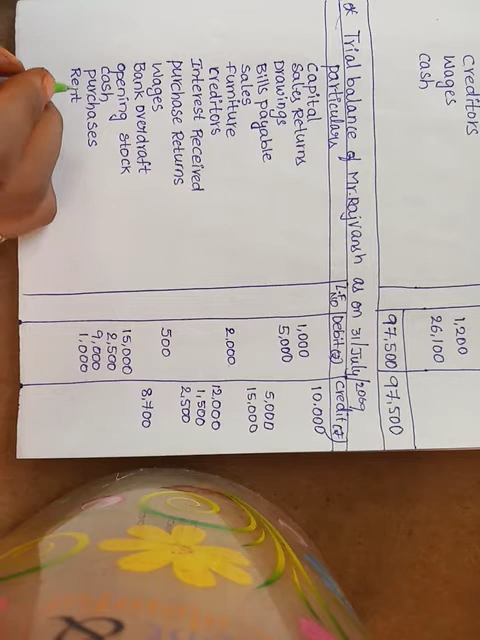 Creditors
Wages 1,200
cash 26,100
97,500 97,500
* Trial balance of Mr. Rajvansh as on 31/July/2009
particulars L.F No Debit(₹) Credit(₹)
Capital 10,000
Sales Returns 1,000
Drawings 5,000
Bills payable 5,000
Sales 15,000
furniture 2,000
creditors 12,000
Interest Received 1,500
purchase Returns 2,500
Wages 500
Bank overdraft 8,700
opening stock 15,000
cash 2,500
purchases 9,000
Rent 1,000